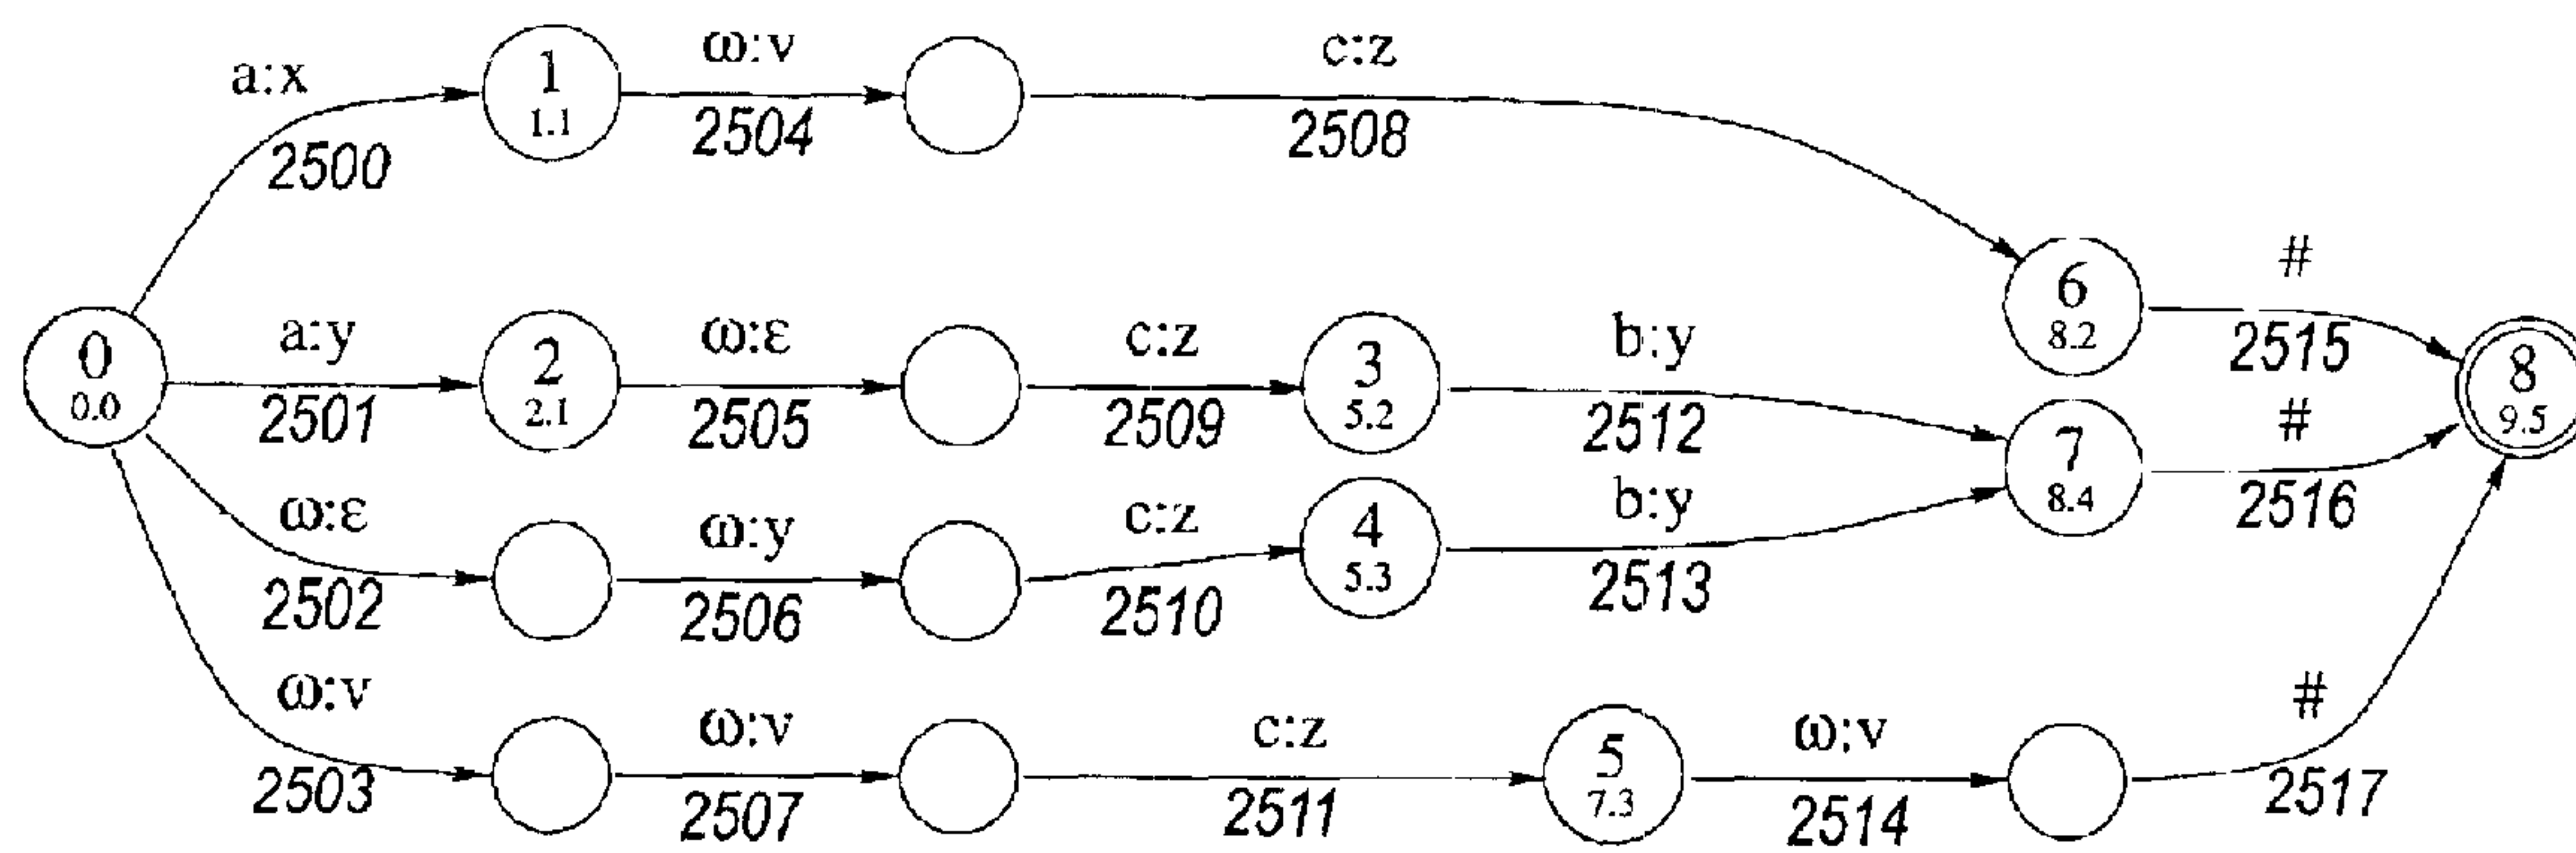 a:x 2500 1 1.1 ω:v 2504 c:z 2508
0 0.0 a:y 2501 2 2.1 ω:ε 2505 c:z 2509 3 5.2 b:y 2512
6 8.2 # 2515
7 8.4 # 2516
8 9.5
ω:ε 2502 ω:y 2506 c:z 2510 4 5.3 b:y 2513
ω:v 2503 ω:v 2507 c:z 2511 5 7.3 ω:v 2514 # 2517